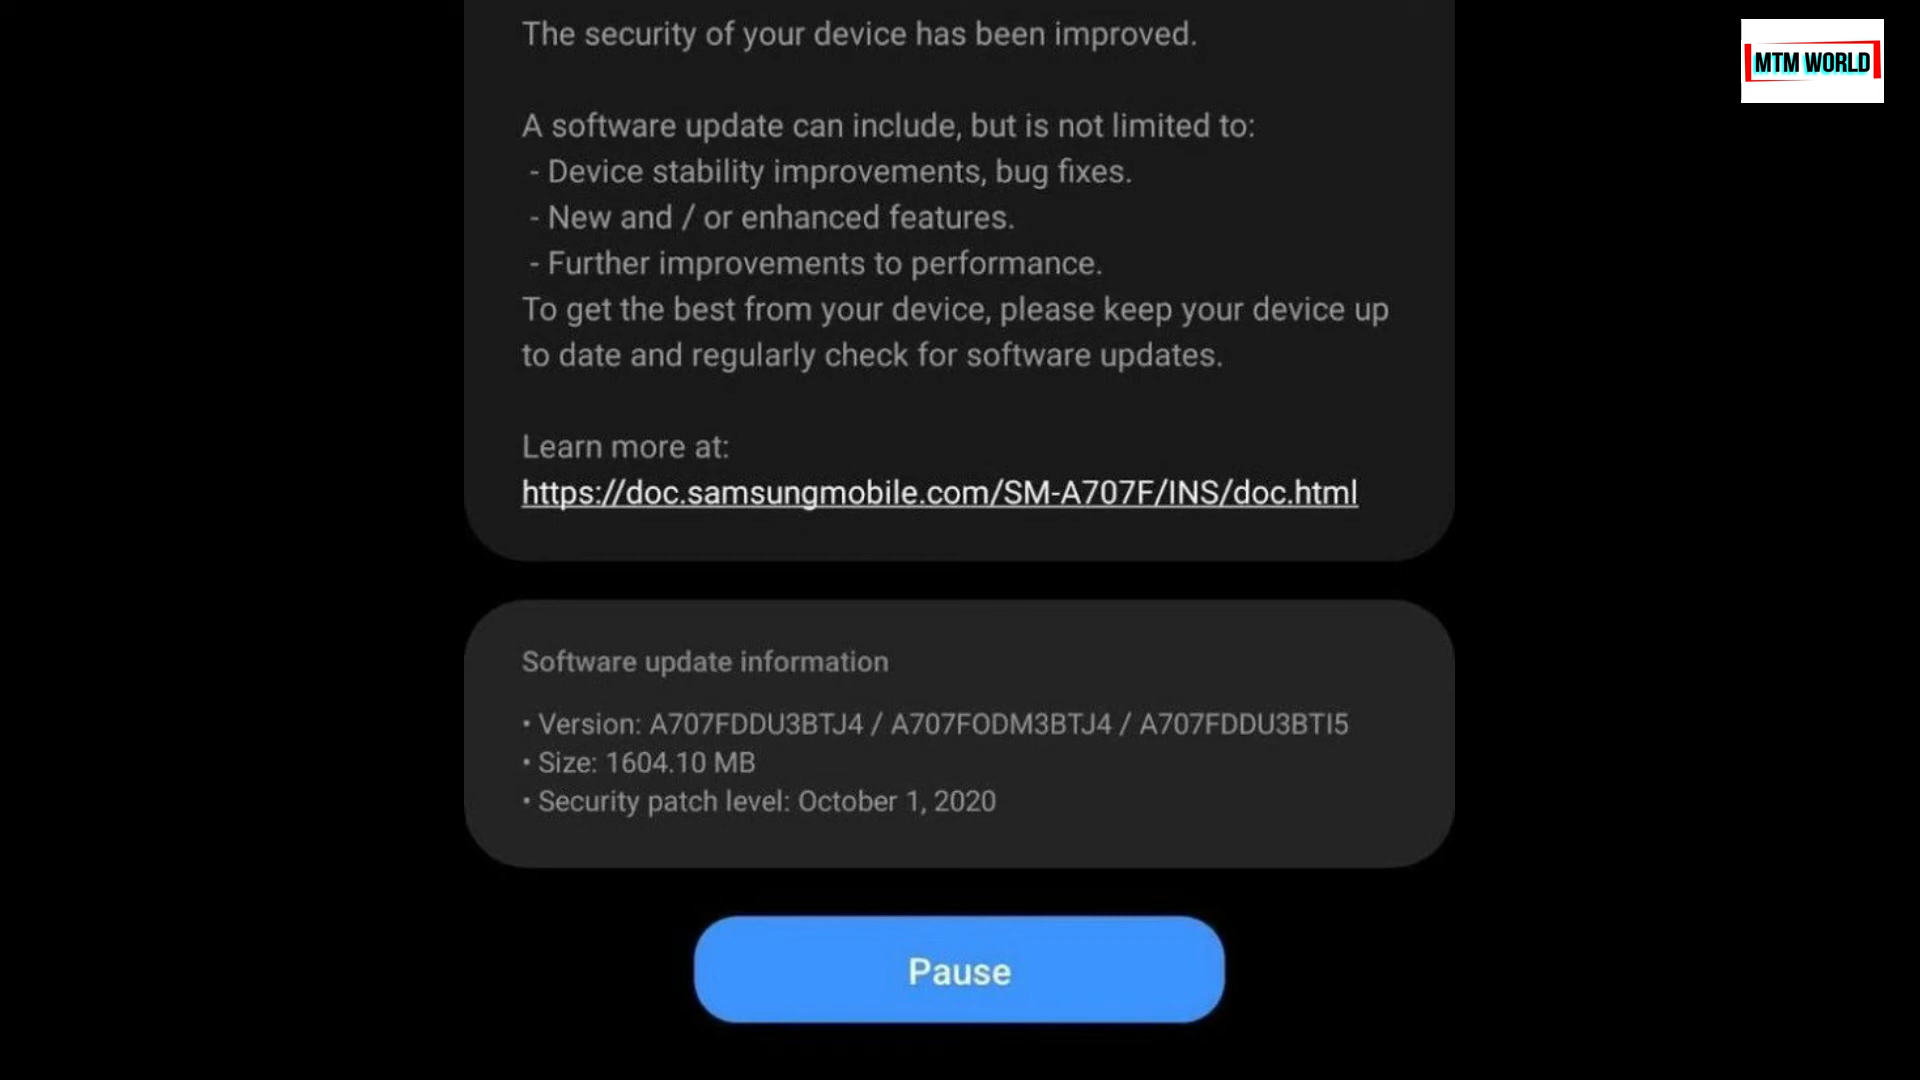 The security of your device has been improved.
MTM WORLD
A software update can include, but is not limited to:
- Device stability improvements, bug fixes.
- New and / or enhanced features.
- Further improvements to performance.
To get the best from your device, please keep your device up
to date and regularly check for software updates.
Learn more at:
https://doc.samsungmobile.com/SM-A707F/INS/doc.html
Software update information
• Version: A707FDDU3BTJ4 / A707FODM3BTJ4 / A707FDDU3BTI5
• Size: 1604.10 MB
• Security patch level: October 1, 2020
Pause